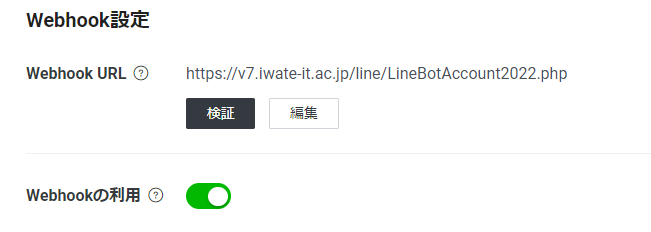 Webhook設定
Webhook URL ?
https://v7.iwate-it.ac.jp/line/LineBotAccount2022.php
検証 編集
Webhookの利用 ?